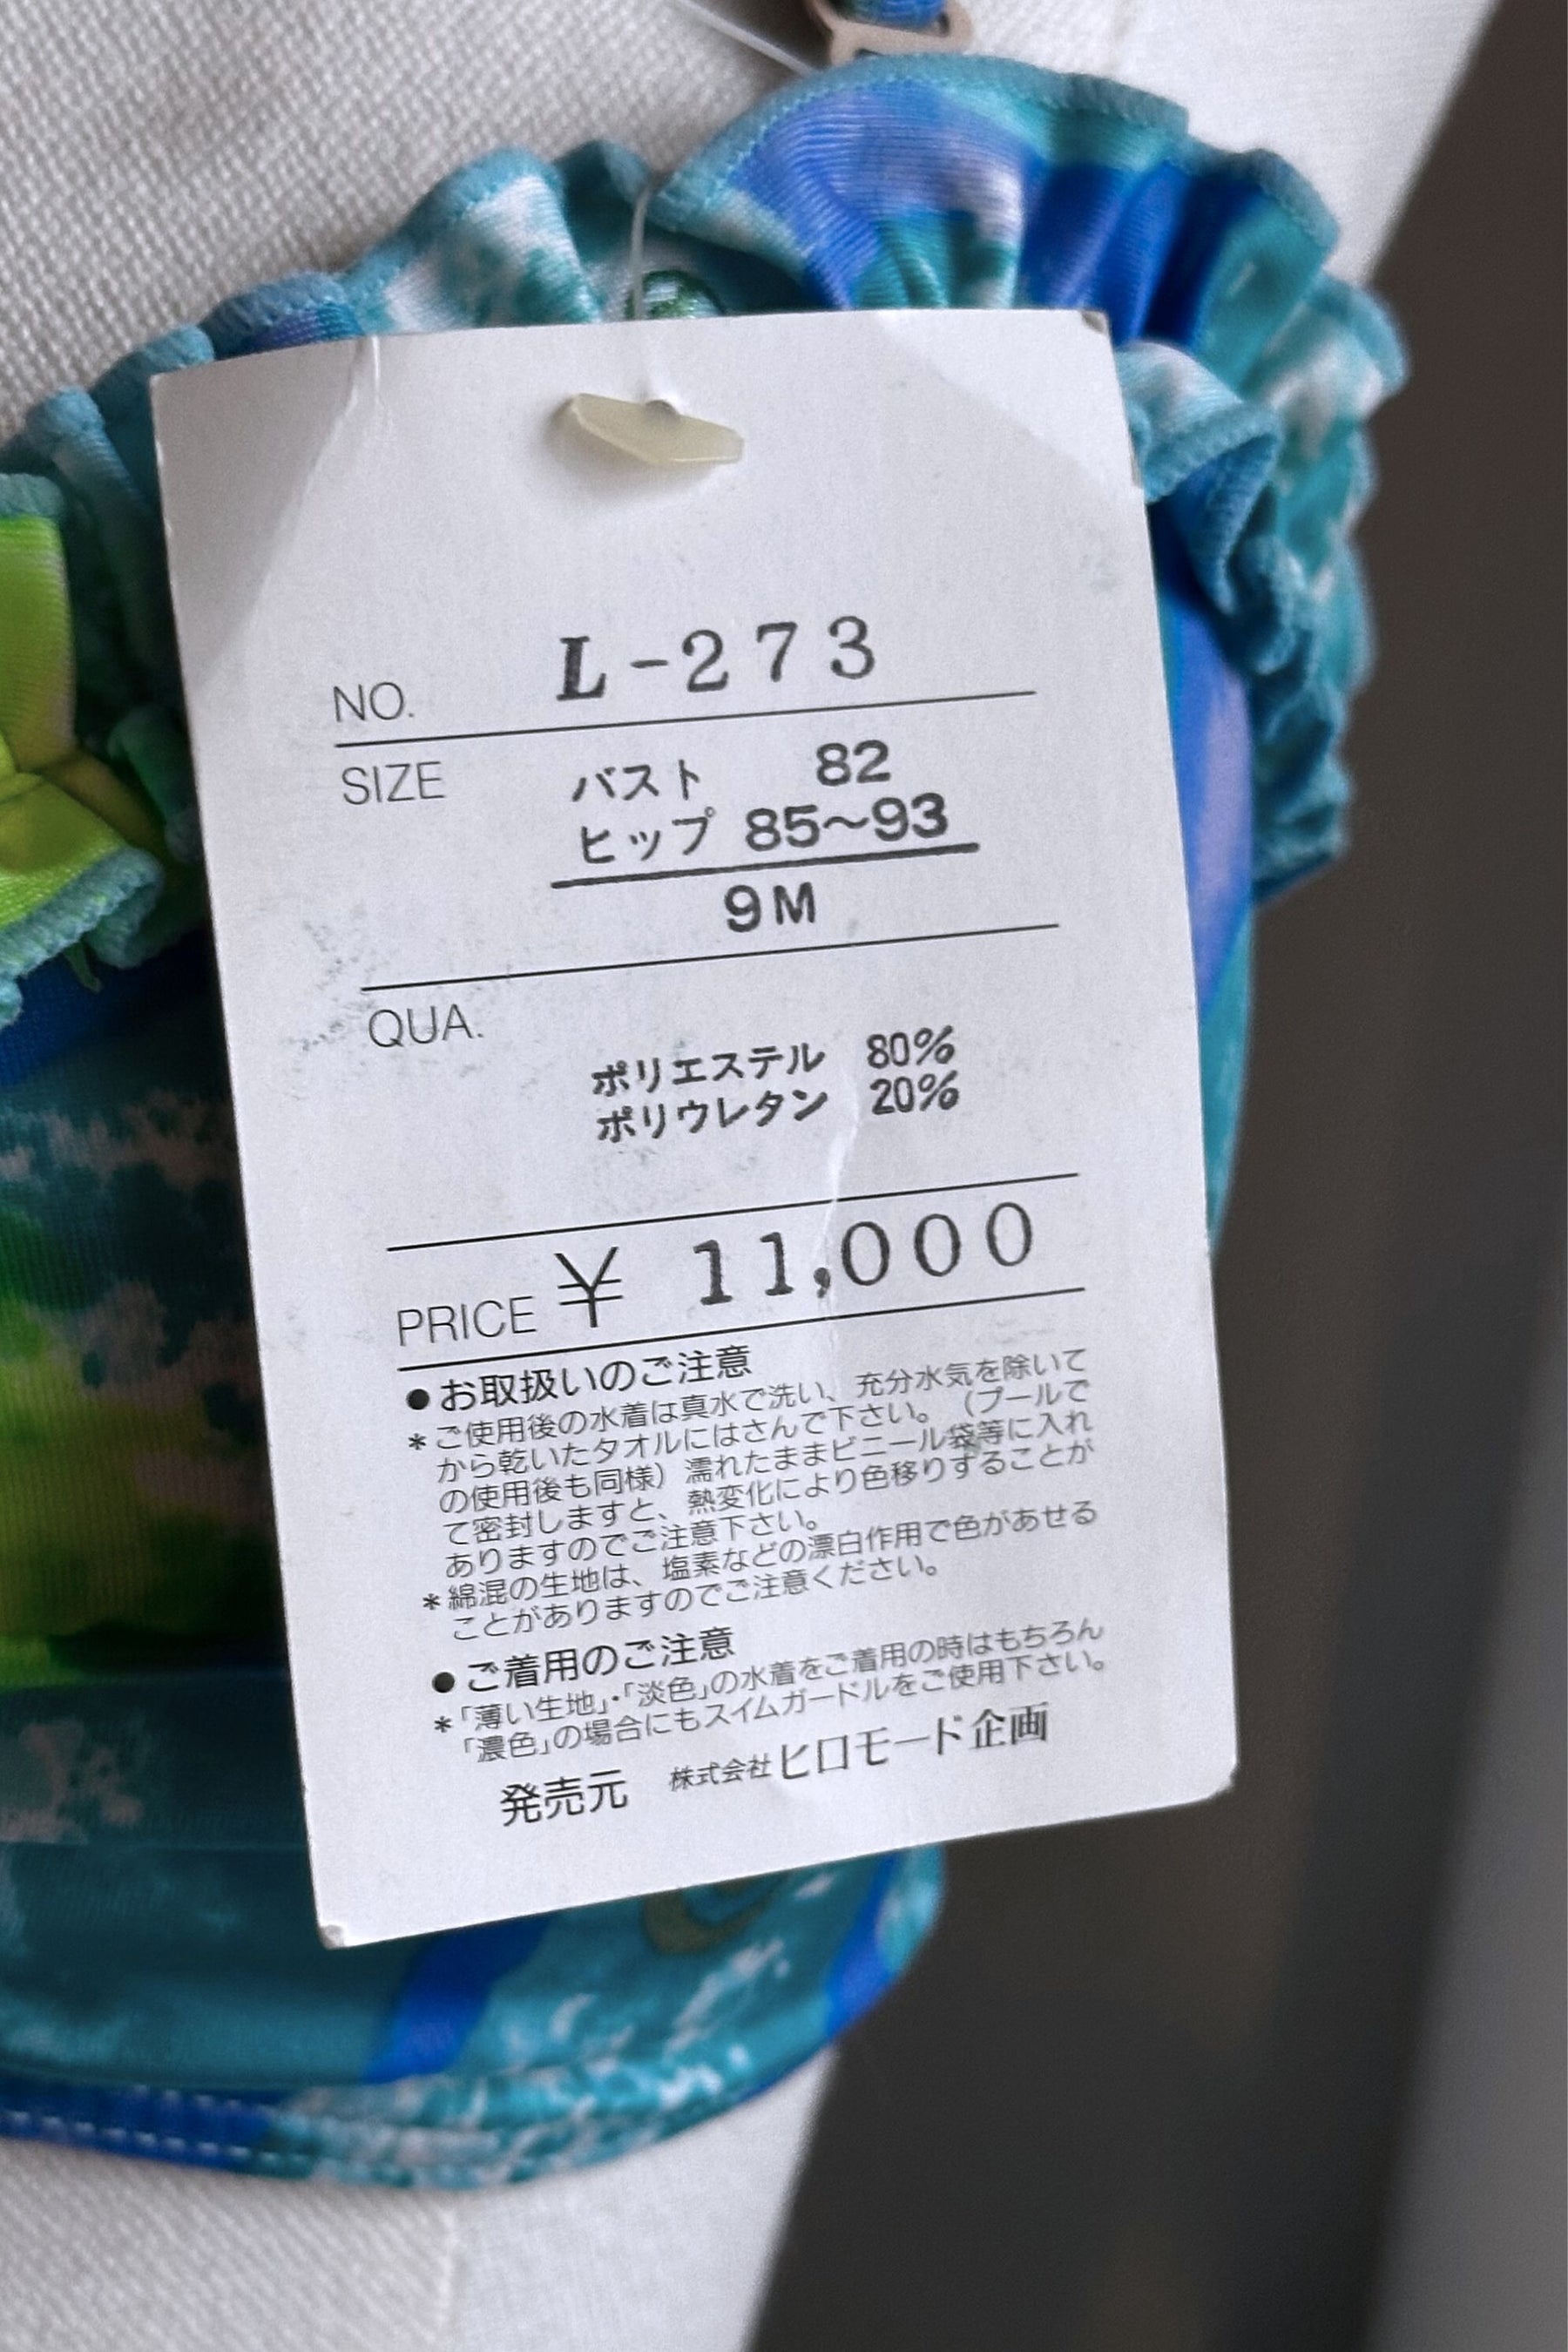 NO. L-273
SIZE バスト 82
ヒップ 85〜93
9M
QUA.
ポリエステル 80%
ポリウレタン 20%
PRICE ¥ 11,000
●お取扱いのご注意
*ご使用後の水着は真水で洗い、充分水気を除いて
から乾いたタオルにはさんで下さい。(プールで
の使用後も同様)濡れたままビニール袋等に入れ
て密封しますと、熱変化により色移りすることが
ありますのでご注意下さい。
*綿混の生地は、塩素などの漂白作用で色があせる
ことがありますのでご注意ください。
●ご着用のご注意
*「薄い生地」・「淡色」の水着をご着用の時はもちろん
「濃色」の場合にもスイムガードルをご使用下さい。
発売元 株式会社ヒロモード企画